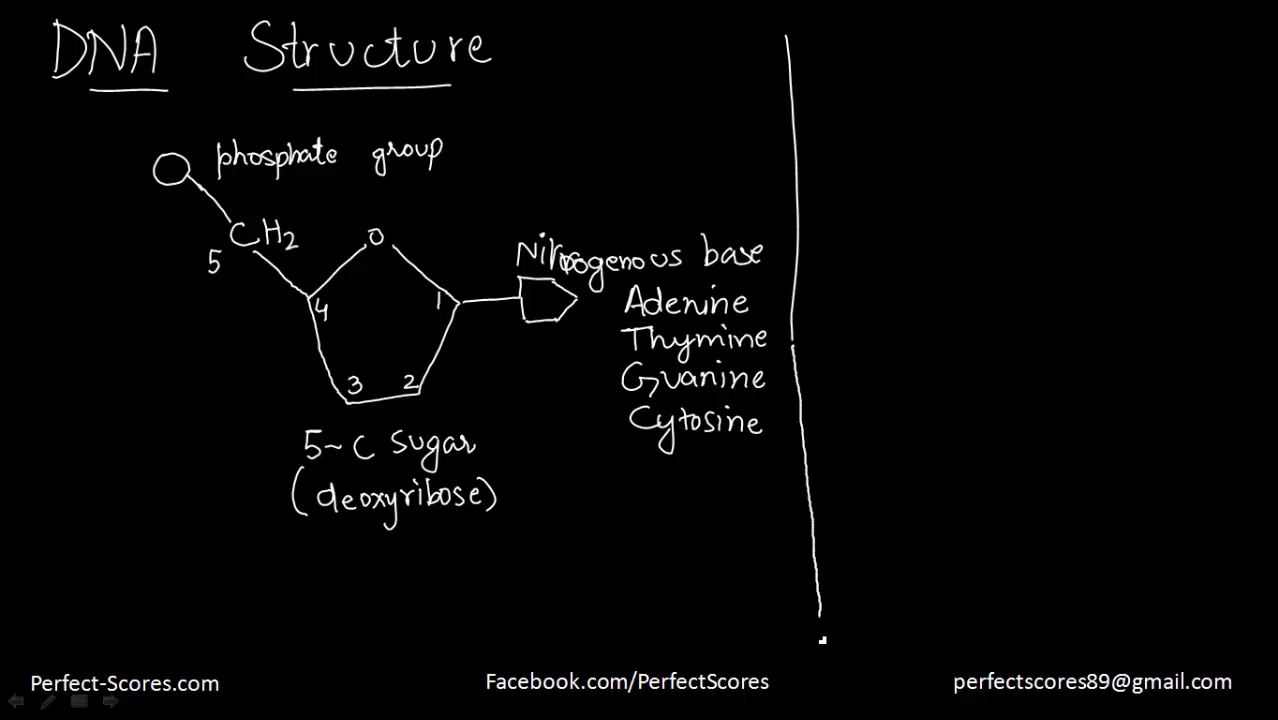 DNA Structure
phosphate group
CH2
5
O
Nitrogenous base
4
1
Adenine
Thymine
Guanine
3
2
Cytosine
5-C sugar
(deoxyribose)
Perfect-Scores.com
Facebook.com/PerfectScores
perfectscores89@gmail.com